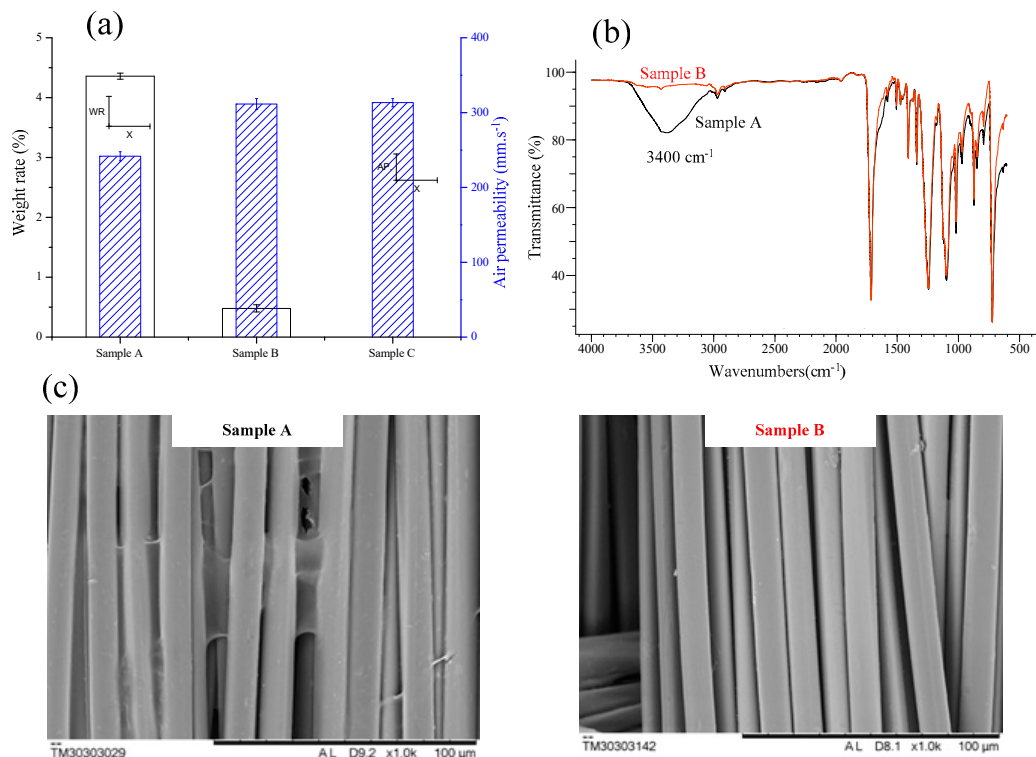 (a)
5
4
3
2
1
0
Weight rate (%)
WR
X
AP
X
400
300
200
100
0
Air permeability (mm.s-1)
Sample A
Sample B
Sample C
(b)
100
80
60
40
Transmittance (%)
Sample B
Sample A
3400 cm-1
4000
3500
3000
2500
2000
1500
1000
500
Wavenumbers(cm-1)
(c)
Sample A
TM30303029
A L D9.2 x1.0k 100 µm
Sample B
TM30303142
A L D8.1 x1.0k 100 µm